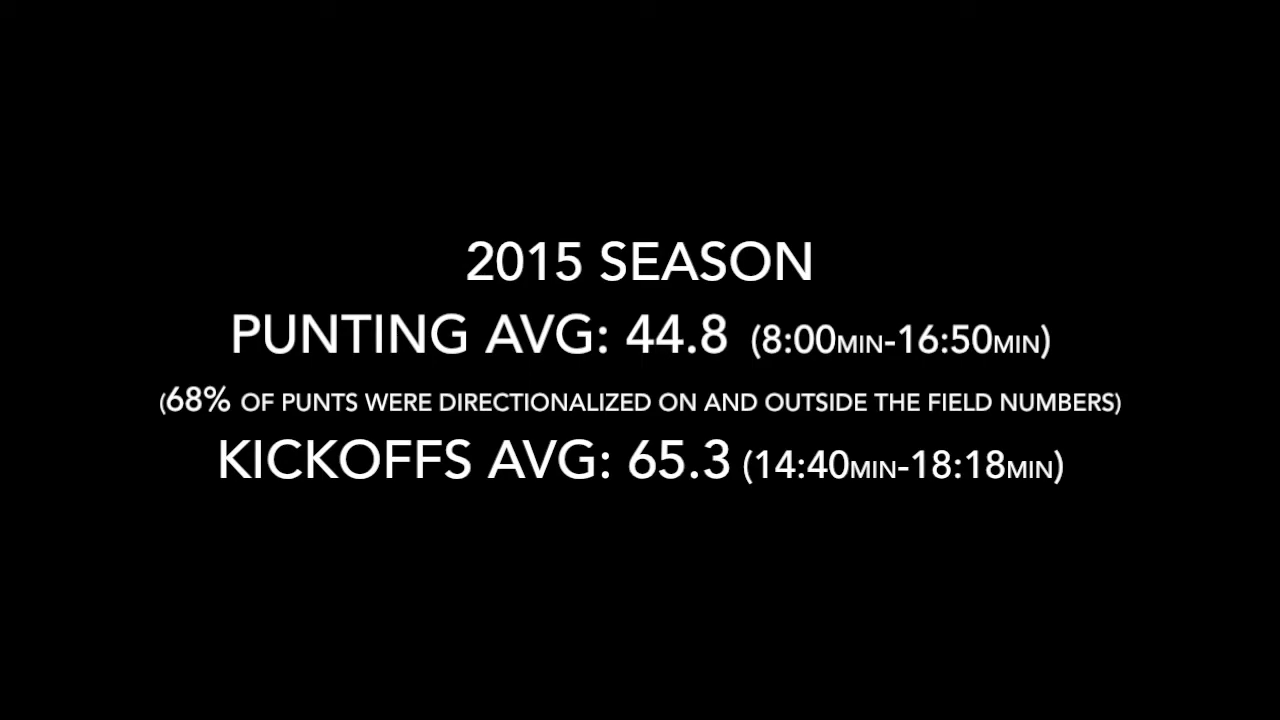 2015 SEASON
PUNTING AVG: 44.8 (8:00MIN-16:50MIN)
(68% OF PUNTS WERE DIRECTIONALIZED ON AND OUTSIDE THE FIELD NUMBERS)
KICKOFFS AVG: 65.3 (14:40MIN-18:18MIN)